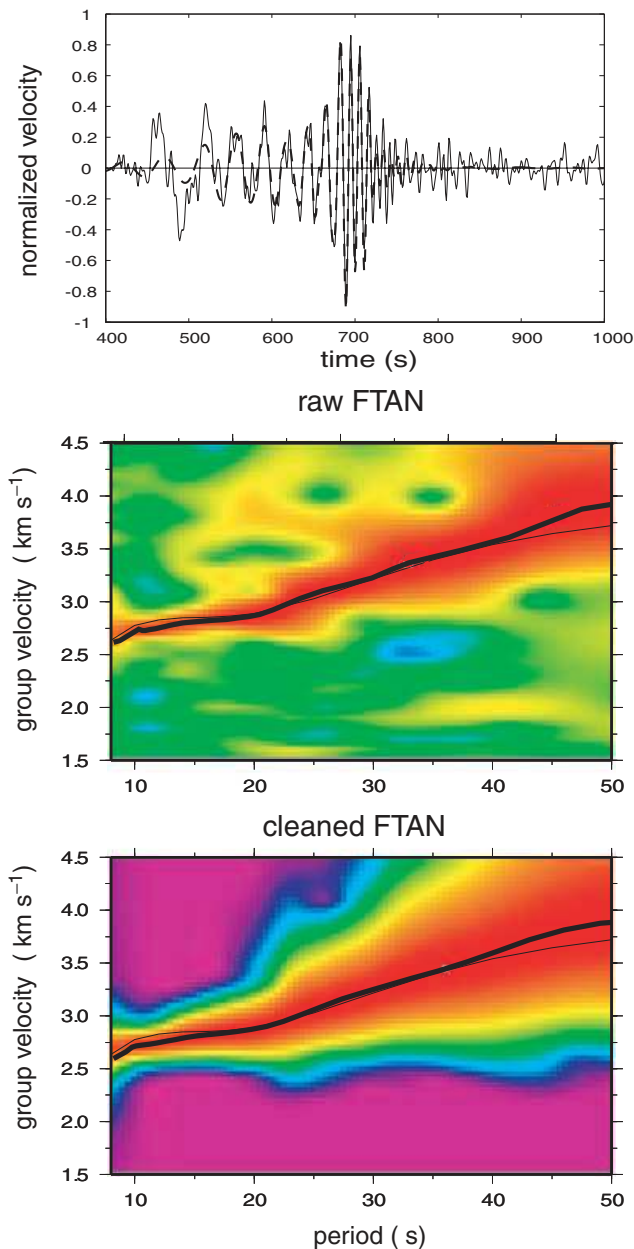 1
0.8
0.4
0.2
0
-0.2
-0.4
-0.6
-0.8
-1
normalized velocity
400 500 600 700 800 900 1000
time (s)
raw FTAN
4.5
4.0
3.5
3.0
2.5
2.0
1.5
group velocity ( km s⁻¹)
10 20 30 40 50
cleaned FTAN
4.5
4.0
3.5
3.0
2.5
2.0
1.5
group velocity ( km s⁻¹)
10 20 30 40 50
period ( s)